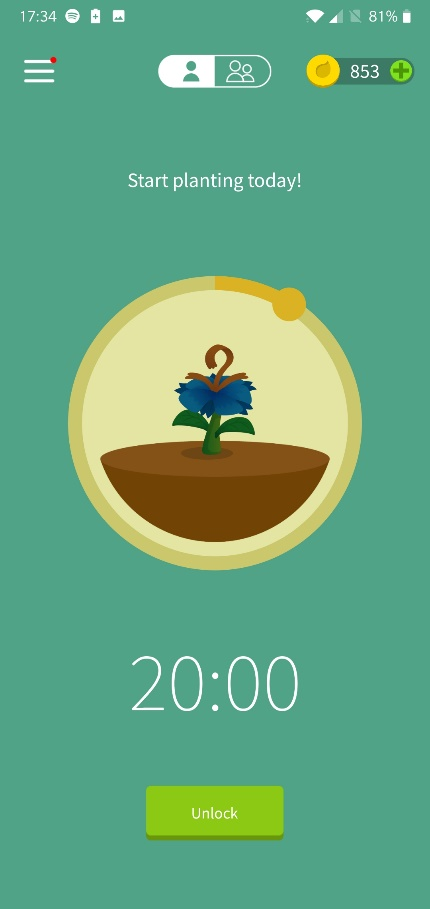 17:34
81%
853
Start planting today!
20:00
Unlock